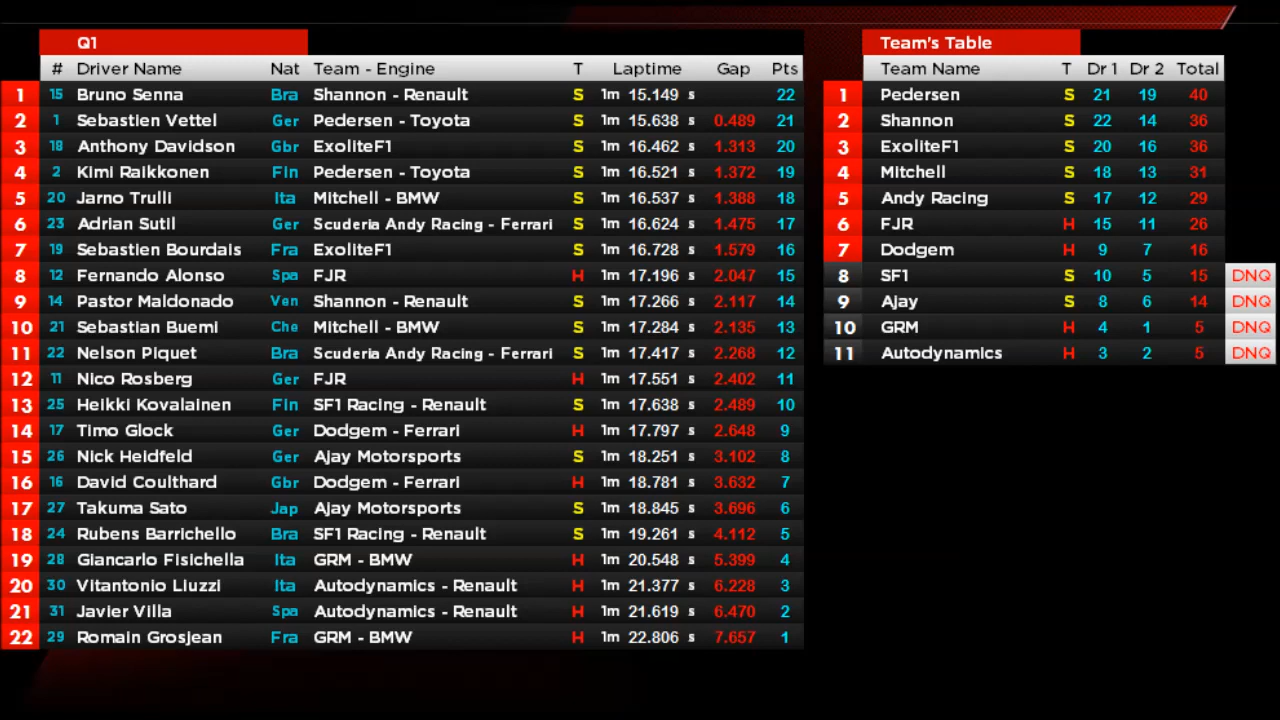 Q1
# Driver Name Nat Team - Engine T Laptime Gap Pts
1 15 Bruno Senna Bra Shannon - Renault S 1m 15.149 s 22
2 1 Sebastien Vettel Ger Pedersen - Toyota S 1m 15.638 s 0.489 21
3 18 Anthony Davidson Gbr ExoliteF1 S 1m 16.462 s 1.313 20
4 2 Kimi Raikkonen Fin Pedersen - Toyota S 1m 16.521 s 1.372 19
5 20 Jarno Trulli Ita Mitchell - BMW S 1m 16.537 s 1.388 18
6 23 Adrian Sutil Ger Scuderia Andy Racing - Ferrari S 1m 16.624 s 1.475 17
7 19 Sebastien Bourdais Fra ExoliteF1 S 1m 16.728 s 1.579 16
8 12 Fernando Alonso Spa FJR H 1m 17.196 s 2.047 15
9 14 Pastor Maldonado Ven Shannon - Renault S 1m 17.266 s 2.117 14
10 21 Sebastian Buemi Che Mitchell - BMW S 1m 17.284 s 2.135 13
11 22 Nelson Piquet Bra Scuderia Andy Racing - Ferrari S 1m 17.417 s 2.268 12
12 11 Nico Rosberg Ger FJR H 1m 17.551 s 2.402 11
13 25 Heikki Kovalainen Fin SF1 Racing - Renault S 1m 17.638 s 2.489 10
14 17 Timo Glock Ger Dodgem - Ferrari H 1m 17.797 s 2.648 9
15 26 Nick Heidfeld Ger Ajay Motorsports S 1m 18.251 s 3.102 8
16 16 David Coulthard Gbr Dodgem - Ferrari H 1m 18.781 s 3.632 7
17 27 Takuma Sato Jap Ajay Motorsports S 1m 18.845 s 3.696 6
18 24 Rubens Barrichello Bra SF1 Racing - Renault S 1m 19.261 s 4.112 5
19 28 Giancarlo Fisichella Ita GRM - BMW H 1m 20.548 s 5.399 4
20 30 Vitantonio Liuzzi Ita Autodynamics - Renault H 1m 21.377 s 6.228 3
21 31 Javier Villa Spa Autodynamics - Renault H 1m 21.619 s 6.470 2
22 29 Romain Grosjean Fra GRM - BMW H 1m 22.806 s 7.657 1
Team's Table
Team Name T Dr 1 Dr 2 Total
1 Pedersen S 21 19 40
2 Shannon S 22 14 36
3 ExoliteF1 S 20 16 36
4 Mitchell S 18 13 31
5 Andy Racing S 17 12 29
6 FJR H 15 11 26
7 Dodgem H 9 7 16
8 SF1 S 10 5 15 DNQ
9 Ajay S 8 6 14 DNQ
10 GRM H 4 1 5 DNQ
11 Autodynamics H 3 2 5 DNQ